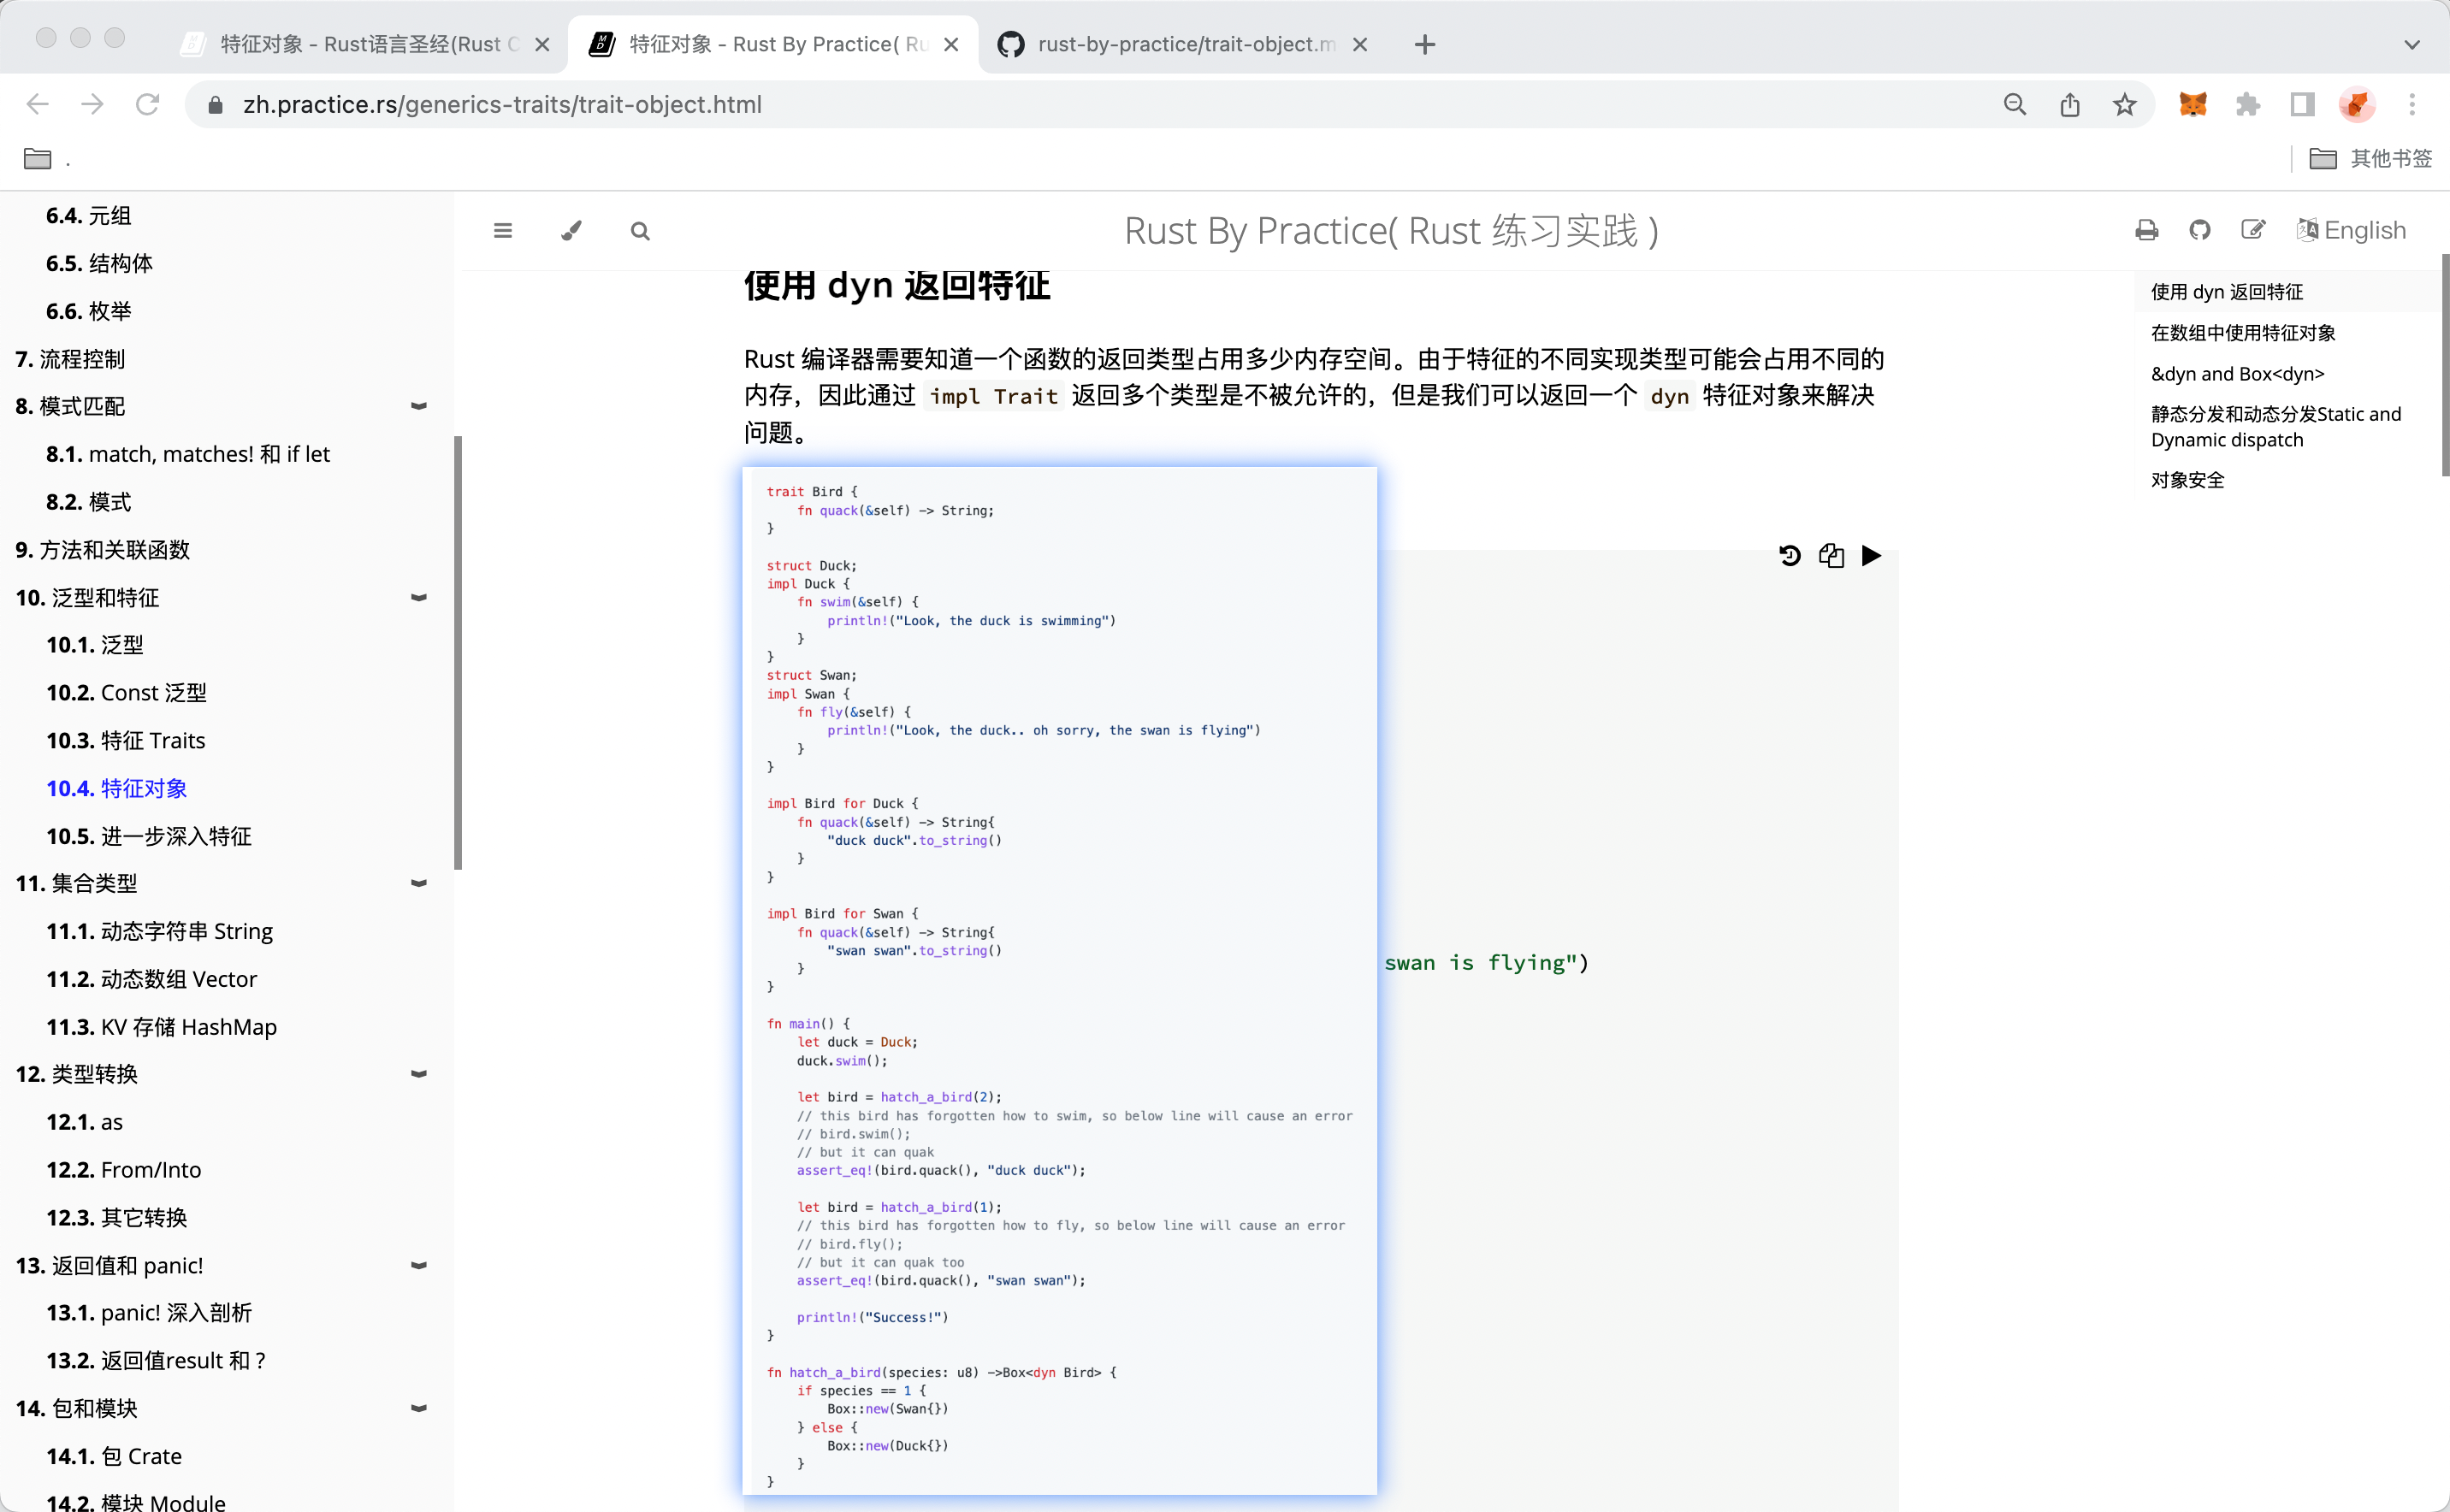 特征对象 - Rust语言圣经(Rust C
特征对象 - Rust By Practice( Ru
rust-by-practice/trait-object.m
zh.practice.rs/generics-traits/trait-object.html
.
其他书签
6.4. 元组
6.5. 结构体
6.6. 枚举
7. 流程控制
8. 模式匹配
8.1. match, matches! 和 if let
8.2. 模式
9. 方法和关联函数
10. 泛型和特征
10.1. 泛型
10.2. Const 泛型
10.3. 特征 Traits
10.4. 特征对象
10.5. 进一步深入特征
11. 集合类型
11.1. 动态字符串 String
11.2. 动态数组 Vector
11.3. KV 存储 HashMap
12. 类型转换
12.1. as
12.2. From/Into
12.3. 其它转换
13. 返回值和 panic!
13.1. panic! 深入剖析
13.2. 返回值result 和 ?
14. 包和模块
14.1. 包 Crate
14.2. 模块 Module
Rust By Practice( Rust 练习实践 )
English
使用 dyn 返回特征
Rust 编译器需要知道一个函数的返回类型占用多少内存空间。由于特征的不同实现类型可能会占用不同的
内存，因此通过 impl Trait 返回多个类型是不被允许的，但是我们可以返回一个 dyn 特征对象来解决
问题。
trait Bird {
    fn quack(&self) -> String;
}
struct Duck;
impl Duck {
    fn swim(&self) {
        println!("Look, the duck is swimming")
    }
}
struct Swan;
impl Swan {
    fn fly(&self) {
        println!("Look, the duck.. oh sorry, the swan is flying")
    }
}
impl Bird for Duck {
    fn quack(&self) -> String{
        "duck duck".to_string()
    }
}
impl Bird for Swan {
    fn quack(&self) -> String{
        "swan swan".to_string()
    }
}
fn main() {
    let duck = Duck;
    duck.swim();
    let bird = hatch_a_bird(2);
    // this bird has forgotten how to swim, so below line will cause an error
    // bird.swim();
    // but it can quak
    assert_eq!(bird.quack(), "duck duck");
    let bird = hatch_a_bird(1);
    // this bird has forgotten how to fly, so below line will cause an error
    // bird.fly();
    // but it can quak too
    assert_eq!(bird.quack(), "swan swan");
    println!("Success!")
}
fn hatch_a_bird(species: u8) ->Box<dyn Bird> {
    if species == 1 {
        Box::new(Swan{})
    } else {
        Box::new(Duck{})
    }
}
swan is flying")
使用 dyn 返回特征
在数组中使用特征对象
&dyn and Box<dyn>
静态分发和动态分发Static and
Dynamic dispatch
对象安全